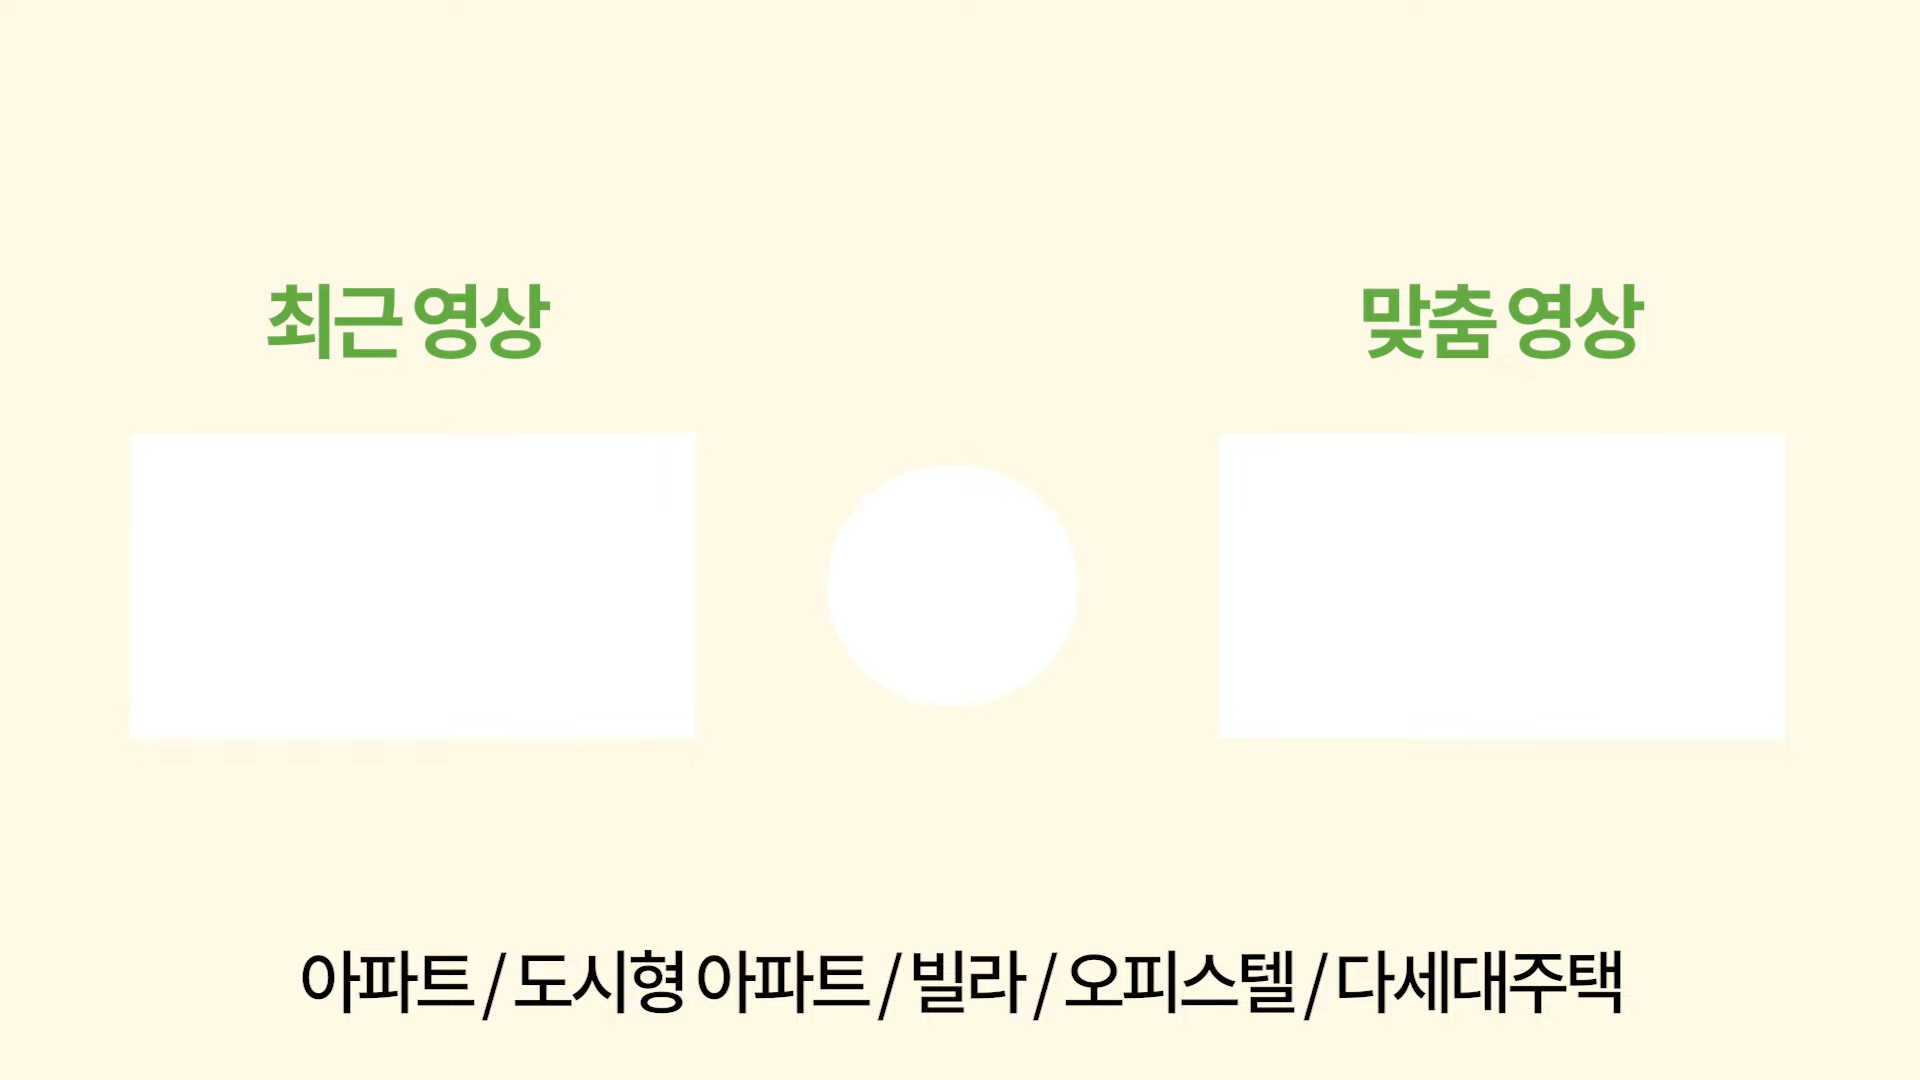 최근 영상
맞춤 영상
아파트 / 도시형 아파트 / 빌라 / 오피스텔 / 다세대주택